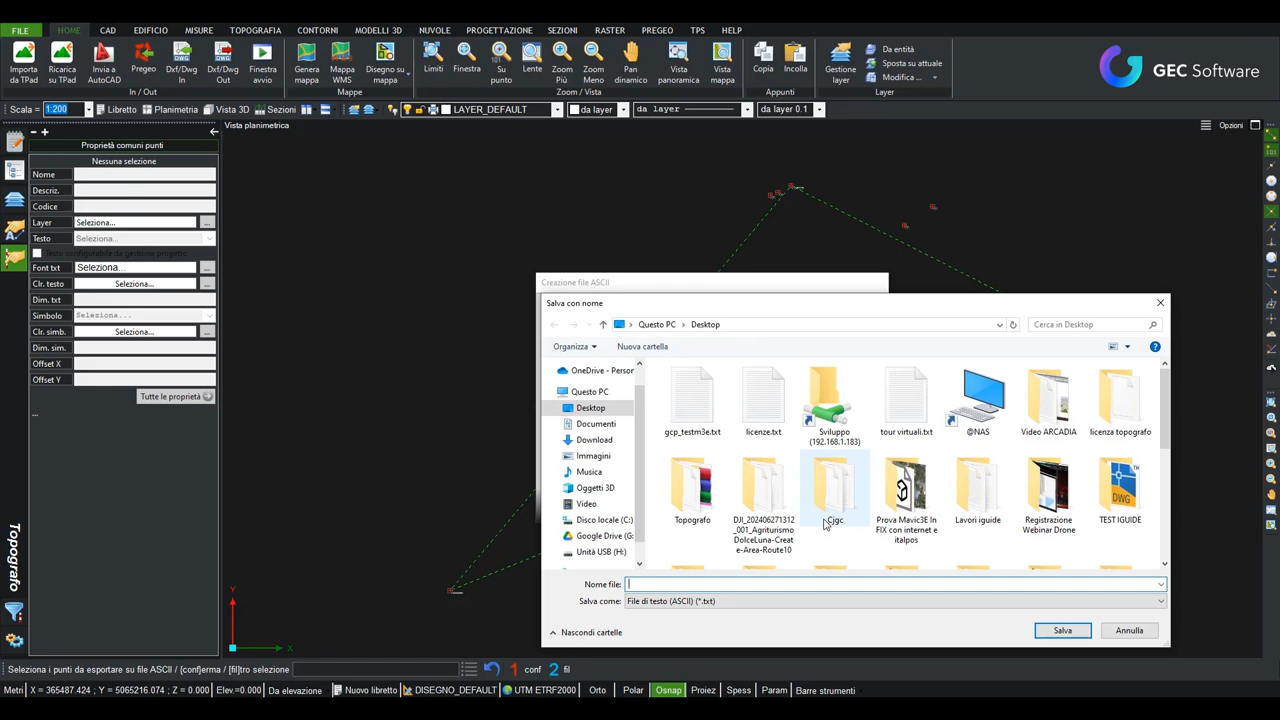 FILE HOME CAD EDIFICIO MISURE TOPOGRAFIA CONTORNI MODELLI 3D NUVOLE PROGETTAZIONE SEZIONI RASTER PREGEO TPS HELP
Importa da TPad
Ricarica su TPad
Invia a AutoCAD
Pregeo
Dxf/Dwg In
Dxf/Dwg Out
Finestra avvio
Genera mappa
Mappa WMS
Disegno su mappa
Limiti
Finestra
Su punto
Lente
Zoom Più
Zoom Meno
Pan dinamico
Vista panoramica
Vista mappa
Copia
Incolla
Gestione layer
Da entità
Sposta su attuale
Modifica ...
In / Out
Mappe
Zoom / Vista
Appunti
Layer
GEC Software
Scala = 1:200 Libretto Planimetria Vista 3D Sezioni LAYER_DEFAULT da layer da layer da layer 0.1
Vista planimetrica
Opzioni
Proprietà comuni punti
Nessuna selezione
Nome
Descriz.
Codice
Layer Seleziona... ...
Testo Seleziona...
Testo configurabile da gestione progetto
Font txt Seleziona... ...
Clr. testo Seleziona... ...
Dim. txt
Simbolo Seleziona...
Clr. simb. Seleziona... ...
Dim. sim.
Offset X
Offset Y
Tutte le proprietà
...
Topografo
Creazione file ASCII
Salva con nome
Questo PC > Desktop
Cerca in Desktop
Organizza
Nuova cartella
OneDrive - Person
Questo PC
Desktop
Documenti
Download
Immagini
Musica
Oggetti 3D
Video
Disco locale (C:)
Google Drive (G:
Unità USB (H:)
gcp_testm3e.txt
licenze.txt
Sviluppo (192.168.1.183)
tour virtuali.txt
@NAS
Video ARCADIA
licenza topografo
Topografo
DJI_202406271312
_001_Agriturismo
DolceLuna-Creat
e-Area-Route10
Prova Mavic3E In
FIX con internet e
italpos
Lavori iguide
Registrazione
Webinar Drone
TEST IGUIDE
Nome file:
Salva come: File di testo (ASCII) (*.txt)
Nascondi cartelle
Salva
Annulla
Y
X
Seleziona i punti da esportare su file ASCII / {conf}erma / [fil]tro selezione
1 conf 2 fil
Metri X = 365487.424 ; Y = 5065216.074 ; Z = 0.000 Elev.=0.000 Da elevazione Nuovo libretto DISEGNO_DEFAULT UTM ETRF2000 Orto Polar Osnap Proiez Spess Param Barre strumenti